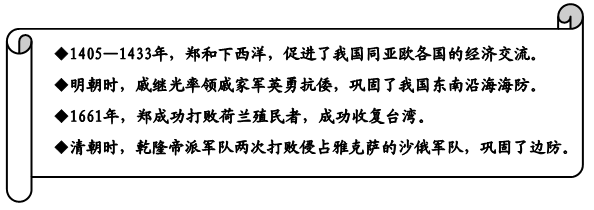 ◆1405—1433年，郑和下西洋，促进了我国同亚欧各国的经济交流。
◆明朝时，戚继光率领戚家军英勇抗倭，巩固了我国东南沿海海防。
◆1661年，郑成功打败荷兰殖民者，成功收复台湾。
◆清朝时，乾隆帝派军队两次打败侵占雅克萨的沙俄军队，巩固了边防。